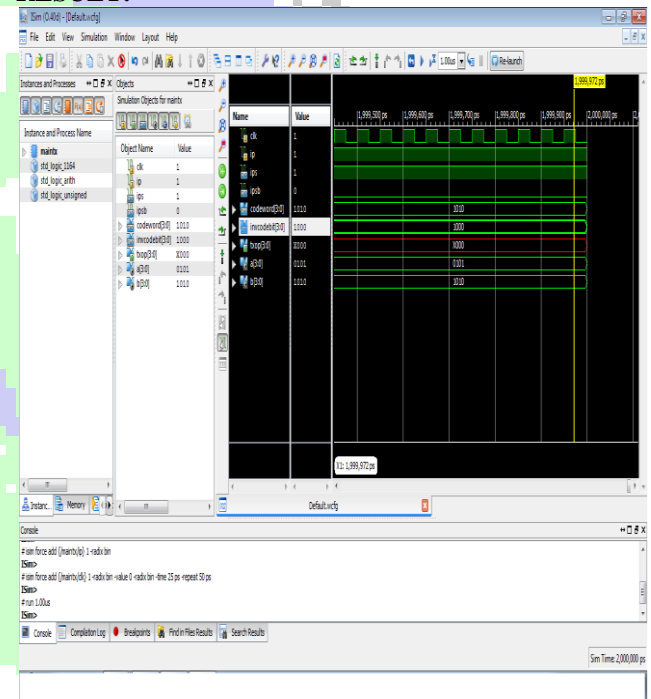 RESULT:
ISim (O.40d) - [Default.wcfg]
File Edit View Simulation Window Layout Help
1.00us
Re-launch
Instances and Processes
Objects
Simulation Objects for maintx
Instance and Process Name
maintx
std_logic_1164
std_logic_arith
std_logic_unsigned
Object Name Value
clk 1
ip 1
ips 1
ipsb 0
codeword[3:0] 1010
invcodebit[3:0] 1000
txop[3:0] X000
a[3:0] 0101
b[3:0] 1010
1,999,972 ps
Name Value
1,999,500 ps 1,999,600 ps 1,999,700 ps 1,999,800 ps 1,999,900 ps 2,000,000 ps
clk 1
ip 1
ips 1
ipsb 0
codeword[3:0] 1010 1010
invcodebit[3:0] 1000 1000
txop[3:0] X000 X000
a[3:0] 0101 0101
b[3:0] 1010 1010
X1: 1,999,972 ps
Instanc... Memory
Default.wcfg
Console
# isim force add {/maintx/ip} 1 -radix bin
ISim>
# isim force add {/maintx/clk} 1 -radix bin -value 0 -radix bin -time 25 ps -repeat 50 ps
ISim>
# run 1.00us
ISim>
Console Compilation Log Breakpoints Find in Files Results Search Results
Sim Time: 2,000,000 ps